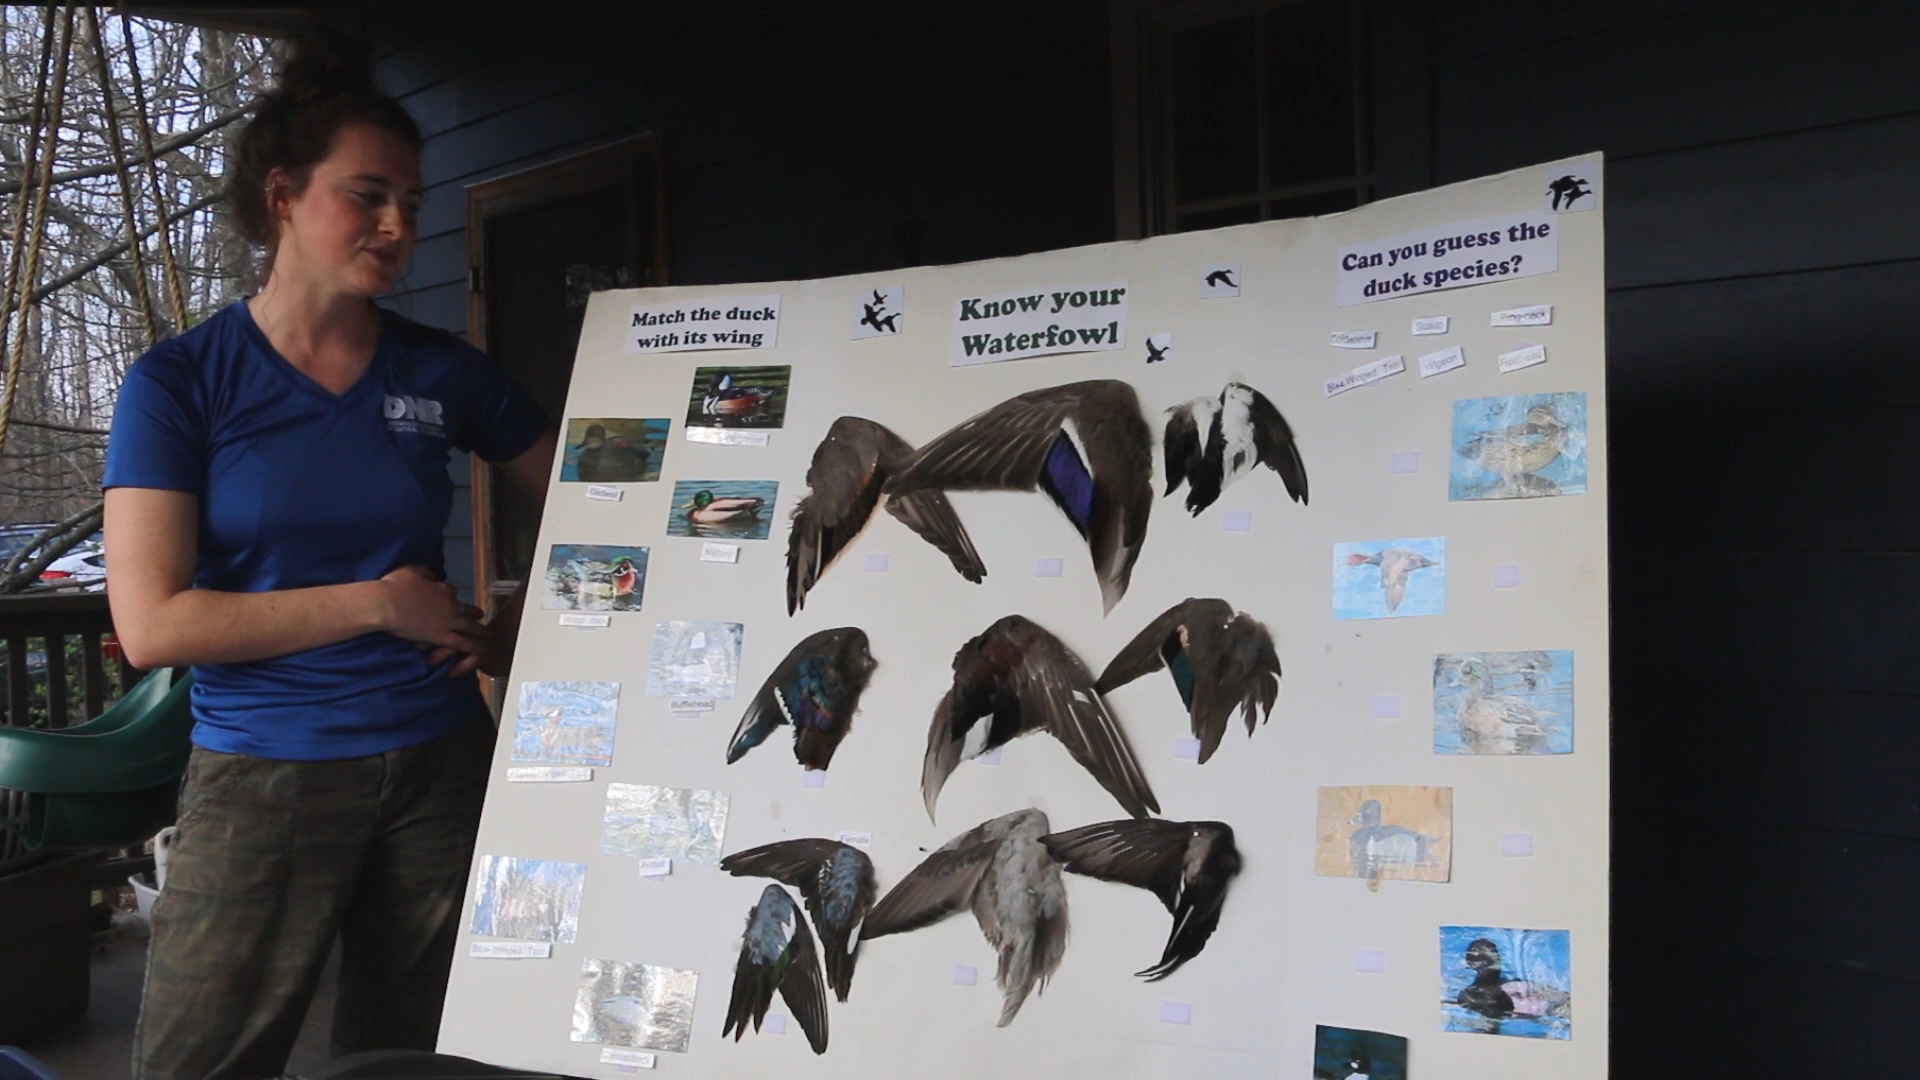 DNR
Match the duck
with its wing
Know your
Waterfowl
Can you guess the
duck species?
Goldeneye
Scaup
Ring-neck
Blue Winged Teal
Wigeon
Redhead
Gadwall
Mallard
Wood duck
Bufflehead
Pintail
Female
Blue Winged Teal
Canvasback